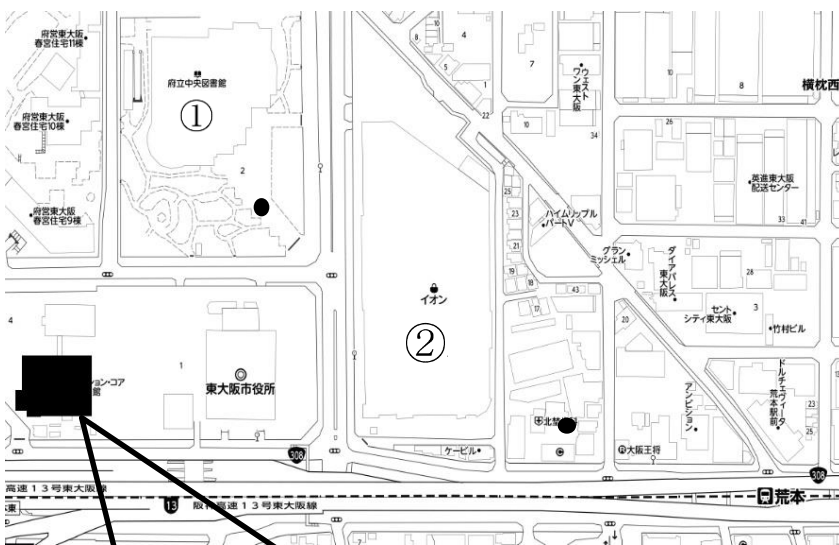 府営東大阪
春宮住宅11棟
府立中央図書館
①
府営東大阪
春宮住宅10棟
2
府営東大阪
春宮住宅9棟
10
8
4
5
1
22
7
ウェスト
ワン東大阪
10
34
10
8
横枕西
26
英進東大阪
配送センター
33
41
25
23
21
19
18
ハイムリップル
パートV
グラン
ミッシェル
ダイアパレス
東大阪
28
3
セント
シティ東大阪
竹村ビル
イオン
②
43
17
20
4
1
ション・コア
館
東大阪市役所
アンビション
ドルチェヴィータ
荒本駅前
23
25
北埜
大阪王将
ケービル
308
308
高速13号東大阪線
13
阪神高速13号東大阪線
荒本
東
7